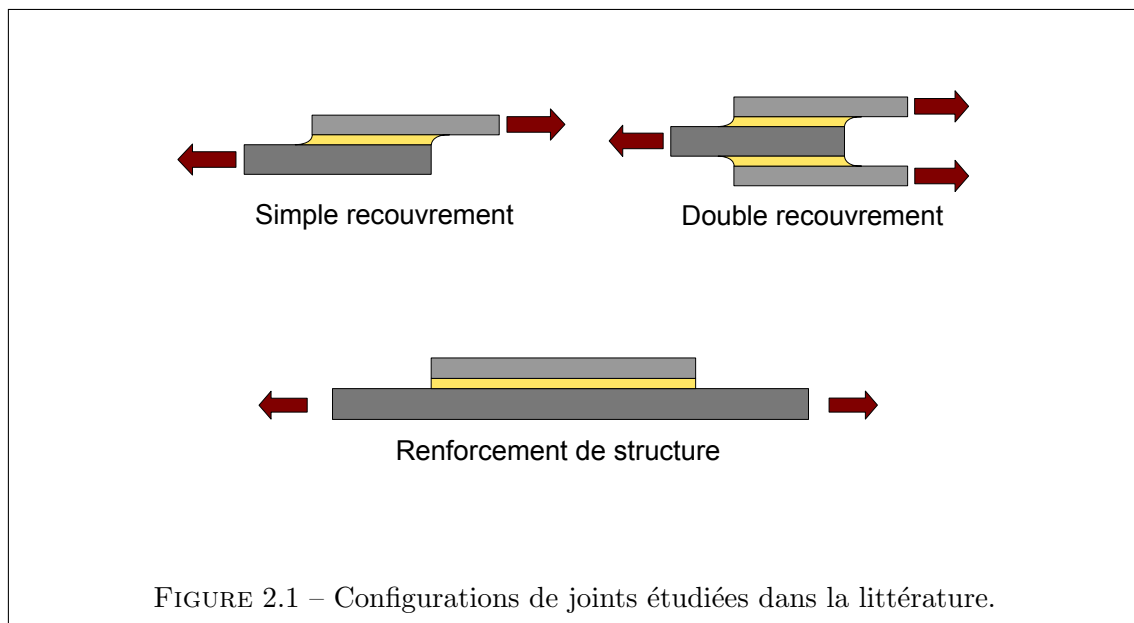 Simple recouvrement
Double recouvrement
Renforcement de structure
FIGURE 2.1 – Configurations de joints étudiées dans la littérature.